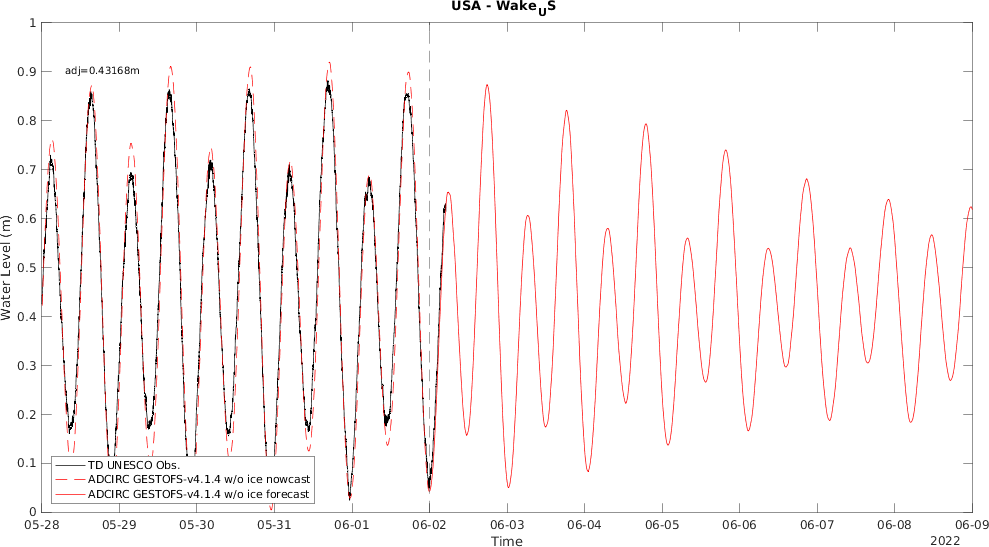 USA - Wake_US
adj=0.43168m
Water Level (m)
1
0.9
0.8
0.7
0.6
0.5
0.4
0.3
0.2
0.1
0
TD UNESCO Obs.
ADCIRC GESTOFS-v4.1.4 w/o ice nowcast
ADCIRC GESTOFS-v4.1.4 w/o ice forecast
05-28 05-29 05-30 05-31 06-01 06-02 06-03 06-04 06-05 06-06 06-07 06-08 06-09
Time
2022